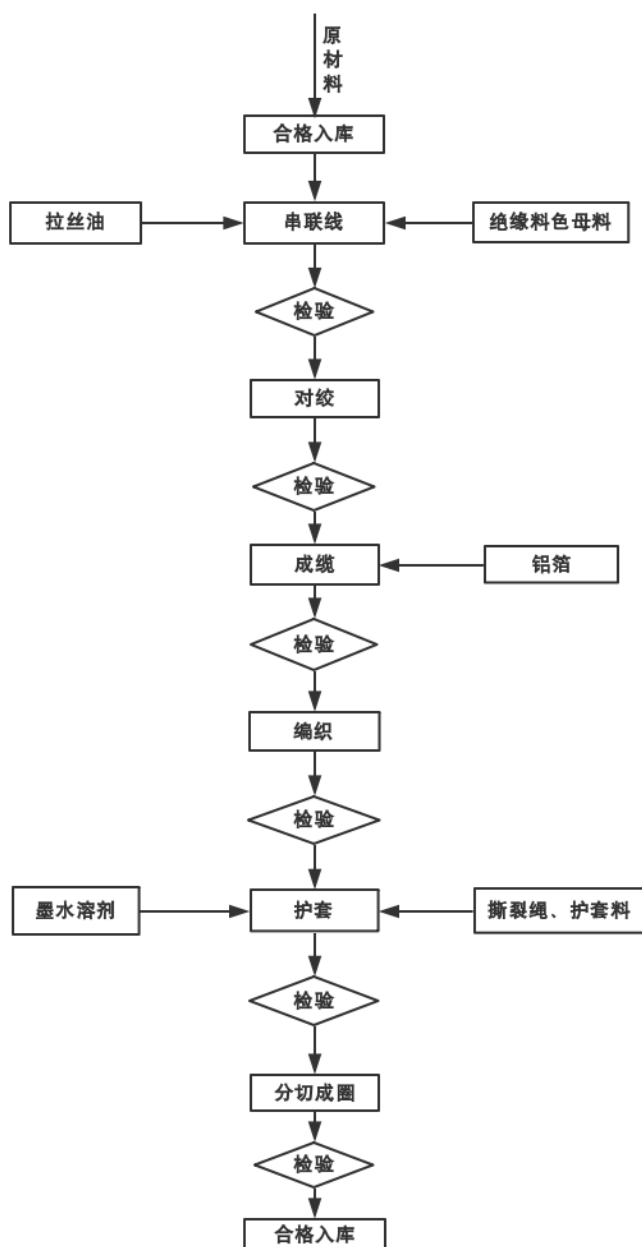 原材料
合格入库
拉丝油
串联线
绝缘料色母料
检验
对绞
检验
成缆
铝箔
检验
编织
检验
墨水溶剂
护套
撕裂绳、护套料
检验
分切成圈
检验
合格入库